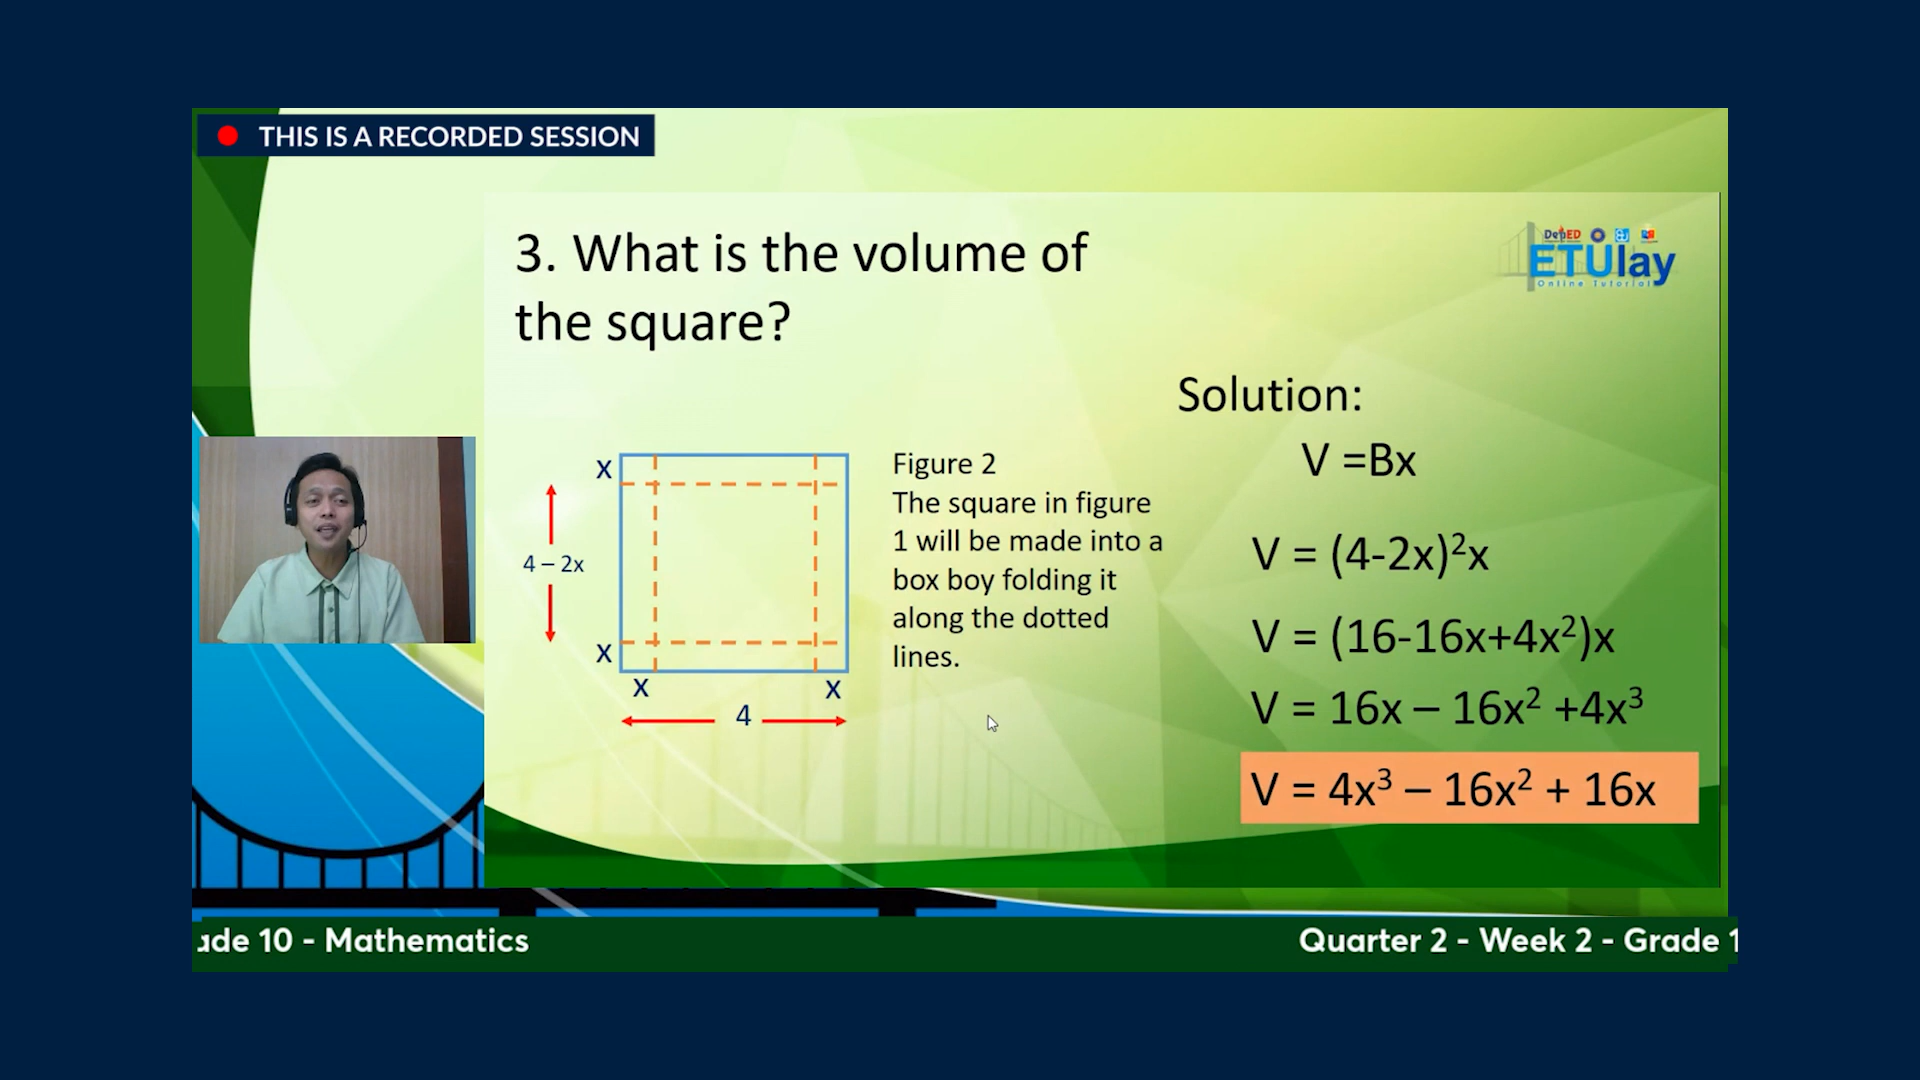 THIS IS A RECORDED SESSION
3. What is the volume of
the square?
DepED
ETUlay
Online Tutorial
Solution:
V =Bx
V = (4-2x)²x
V = (16-16x+4x²)x
V = 16x – 16x² +4x³
V = 4x³ – 16x² + 16x
x
4 – 2x
x
x
x
4
Figure 2
The square in figure
1 will be made into a
box boy folding it
along the dotted
lines.
ade 10 - Mathematics
Quarter 2 - Week 2 - Grade 1